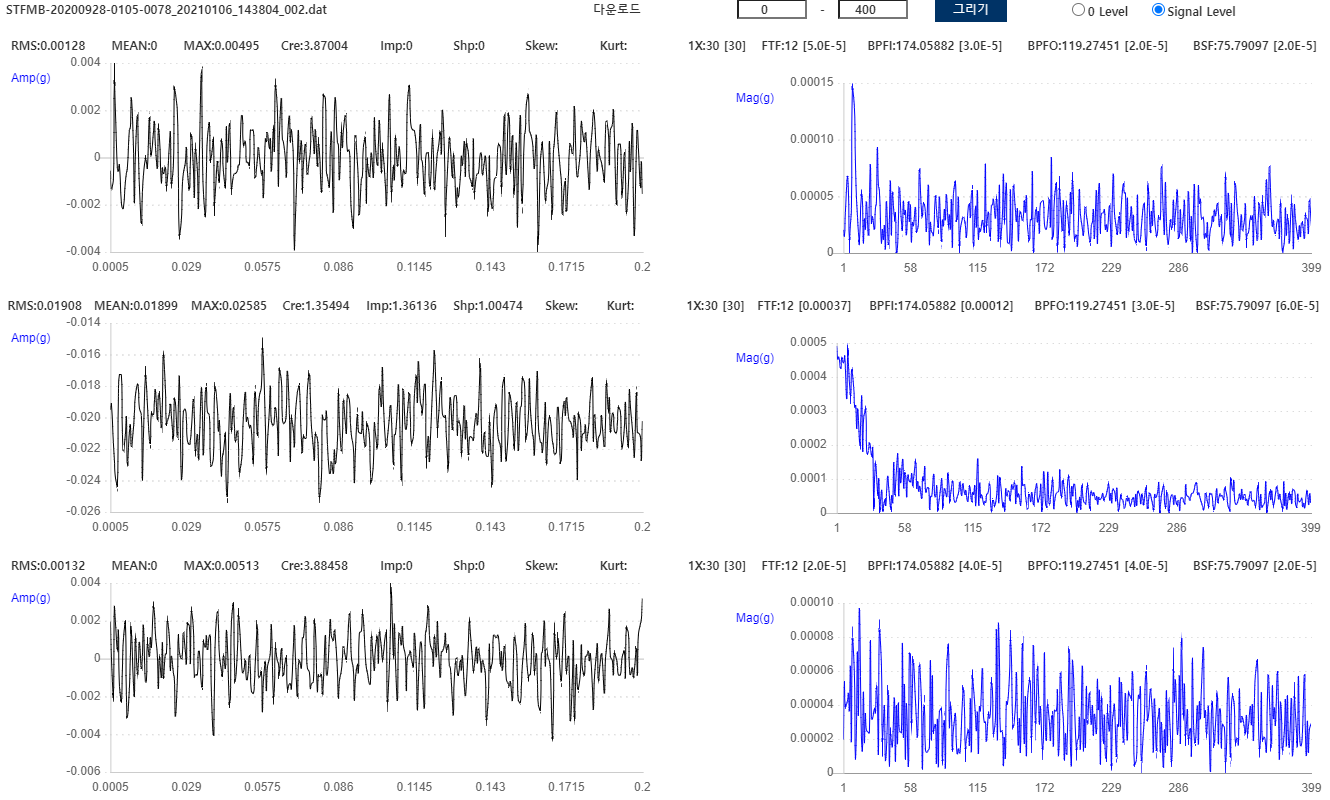 STFMB-20200928-0105-0078_20210106_143804_002.dat 다운로드 0 - 400 그리기 0 Level Signal Level
RMS:0.00128 MEAN:0 MAX:0.00495 Cre:3.87004 Imp:0 Shp:0 Skew: Kurt:
Amp(g)
0.004
0.002
0
-0.002
-0.004
0.0005 0.029 0.0575 0.086 0.1145 0.143 0.1715 0.2
1X:30 [30] FTF:12 [5.0E-5] BPFI:174.05882 [3.0E-5] BPFO:119.27451 [2.0E-5] BSF:75.79097 [2.0E-5]
Mag(g)
0.00015
0.00010
0.00005
0
1 58 115 172 229 286 399
RMS:0.01908 MEAN:0.01899 MAX:0.02585 Cre:1.35494 Imp:1.36136 Shp:1.00474 Skew: Kurt:
Amp(g)
-0.014
-0.016
-0.018
-0.020
-0.022
-0.024
-0.026
0.0005 0.029 0.0575 0.086 0.1145 0.143 0.1715 0.2
1X:30 [30] FTF:12 [0.00037] BPFI:174.05882 [0.00012] BPFO:119.27451 [3.0E-5] BSF:75.79097 [6.0E-5]
Mag(g)
0.0005
0.0004
0.0003
0.0002
0.0001
0
1 58 115 172 229 286 399
RMS:0.00132 MEAN:0 MAX:0.00513 Cre:3.88458 Imp:0 Shp:0 Skew: Kurt:
Amp(g)
0.004
0.002
0
-0.002
-0.004
-0.006
0.0005 0.029 0.0575 0.086 0.1145 0.143 0.1715 0.2
1X:30 [30] FTF:12 [2.0E-5] BPFI:174.05882 [4.0E-5] BPFO:119.27451 [4.0E-5] BSF:75.79097 [2.0E-5]
Mag(g)
0.00010
0.00008
0.00006
0.00004
0.00002
0
1 58 115 172 229 286 399